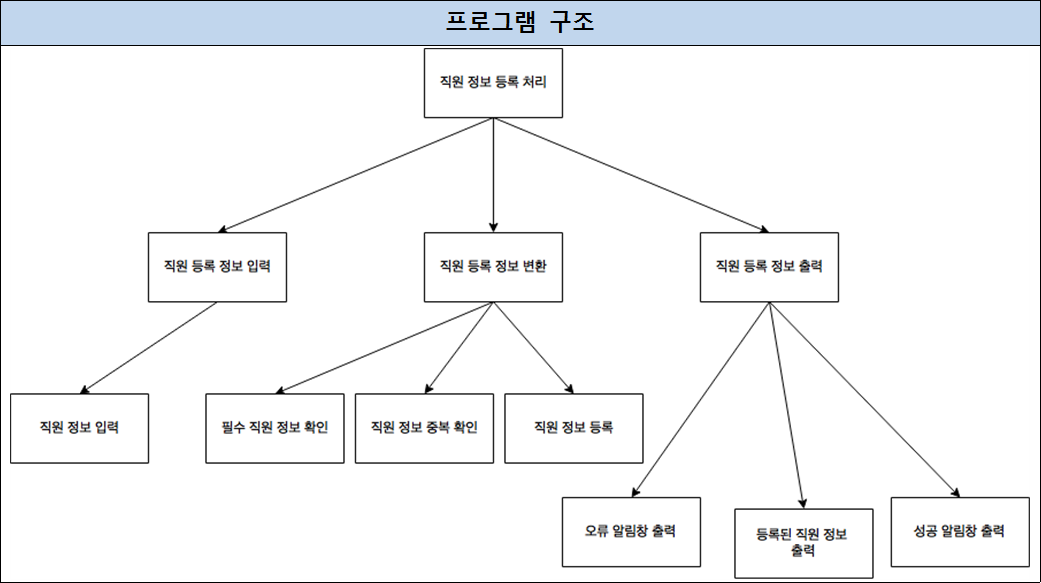 프로그램 구조
직원 정보 등록 처리
직원 등록 정보 입력
직원 등록 정보 변환
직원 등록 정보 출력
직원 정보 입력
필수 직원 정보 확인
직원 정보 중복 확인
직원 정보 등록
오류 알림창 출력
등록된 직원 정보
출력
성공 알림창 출력